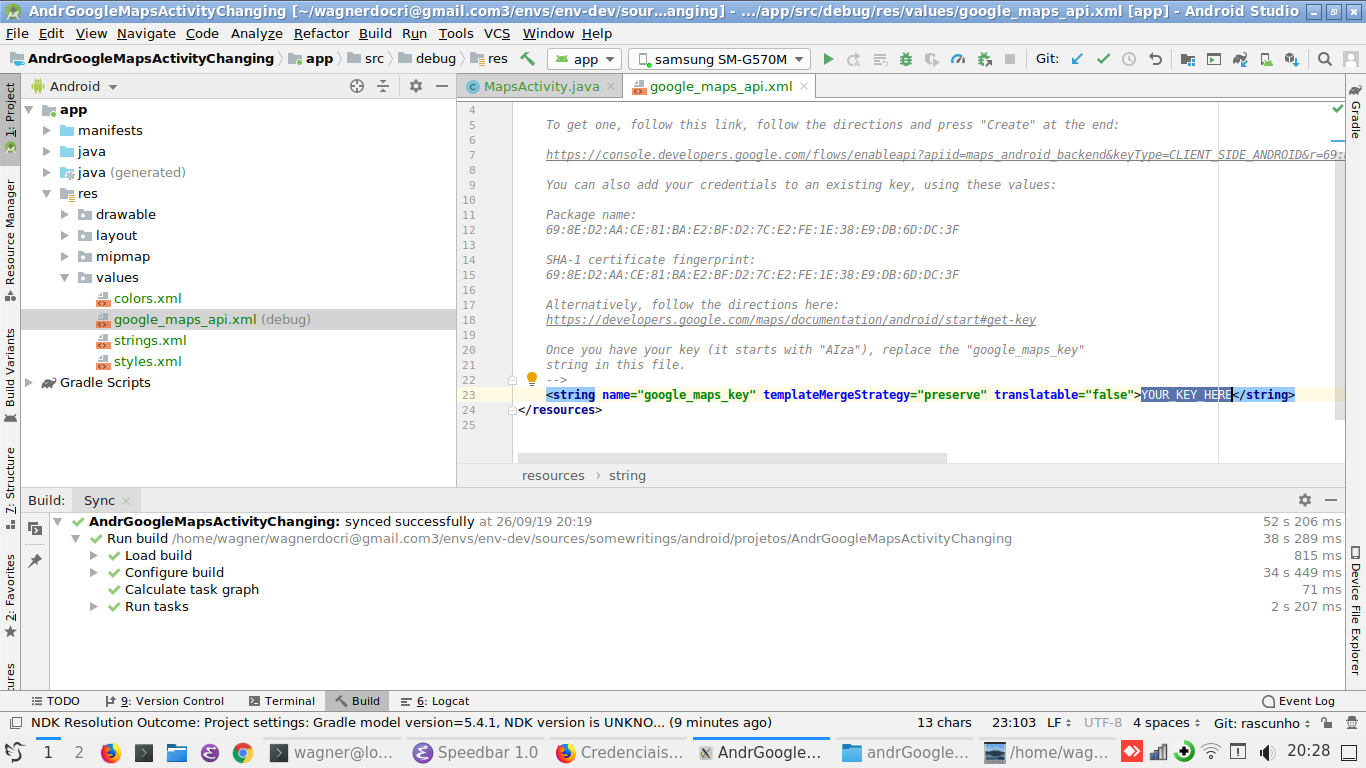 AndrGoogleMapsActivityChanging [~/wagnerdocri@gmail.com3/envs/env-dev/sour...anging] - .../app/src/debug/res/values/google_maps_api.xml [app] - Android Studio
File Edit View Navigate Code Analyze Refactor Build Run Tools VCS Window Help
AndrGoogleMapsActivityChanging app src debug res app samsung SM-G570M Git:
Android
MapsActivity.java google_maps_api.xml
1: Project
Resource Manager
Build Variants
7: Structure
2: Favorites
Gradle
Device File Explorer
app
manifests
java
java (generated)
res
drawable
layout
mipmap
values
colors.xml
google_maps_api.xml (debug)
strings.xml
styles.xml
Gradle Scripts
4
5 To get one, follow this link, follow the directions and press "Create" at the end:
6
7 https://console.developers.google.com/flows/enableapi?apiid=maps_android_backend&keyType=CLIENT_SIDE_ANDROID&r=69:
8
9 You can also add your credentials to an existing key, using these values:
10
11 Package name:
12 69:8E:D2:AA:CE:81:BA:E2:BF:D2:7C:E2:FE:1E:38:E9:DB:6D:DC:3F
13
14 SHA-1 certificate fingerprint:
15 69:8E:D2:AA:CE:81:BA:E2:BF:D2:7C:E2:FE:1E:38:E9:DB:6D:DC:3F
16
17 Alternatively, follow the directions here:
18 https://developers.google.com/maps/documentation/android/start#get-key
19
20 Once you have your key (it starts with "AIza"), replace the "google_maps_key"
21 string in this file.
22 -->
23 <string name="google_maps_key" templateMergeStrategy="preserve" translatable="false">YOUR_KEY_HERE</string>
24 </resources>
25
resources › string
Build: Sync
AndrGoogleMapsActivityChanging: synced successfully at 26/09/19 20:19 52 s 206 ms
Run build /home/wagner/wagnerdocri@gmail.com3/envs/env-dev/sources/somewritings/android/projetos/AndrGoogleMapsActivityChanging 38 s 289 ms
Load build 815 ms
Configure build 34 s 449 ms
Calculate task graph 71 ms
Run tasks 2 s 207 ms
TODO 9: Version Control Terminal Build 6: Logcat Event Log
NDK Resolution Outcome: Project settings: Gradle model version=5.4.1, NDK version is UNKNO... (9 minutes ago) 13 chars 23:103 LF UTF-8 4 spaces Git: rascunho
1 2 wagner@lo... Speedbar 1.0 Credenciais... AndrGoogle... andrGoogle... /home/wag... 20:28